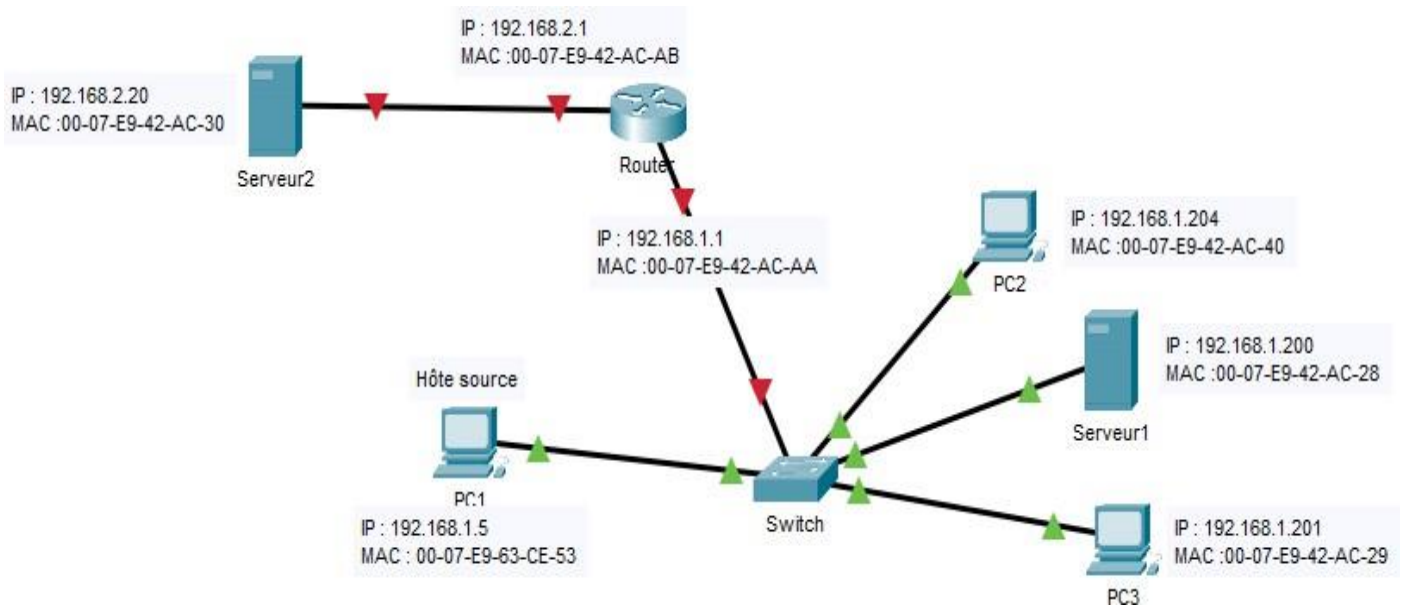 IP : 192.168.2.1
MAC :00-07-E9-42-AC-AB
IP : 192.168.2.20
MAC :00-07-E9-42-AC-30
Serveur2
Router
IP : 192.168.1.1
MAC :00-07-E9-42-AC-AA
IP : 192.168.1.204
MAC :00-07-E9-42-AC-40
PC2
IP : 192.168.1.200
MAC :00-07-E9-42-AC-28
Serveur1
Hôte source
PC1
IP : 192.168.1.5
MAC : 00-07-E9-63-CE-53
Switch
IP : 192.168.1.201
MAC :00-07-E9-42-AC-29
PC3